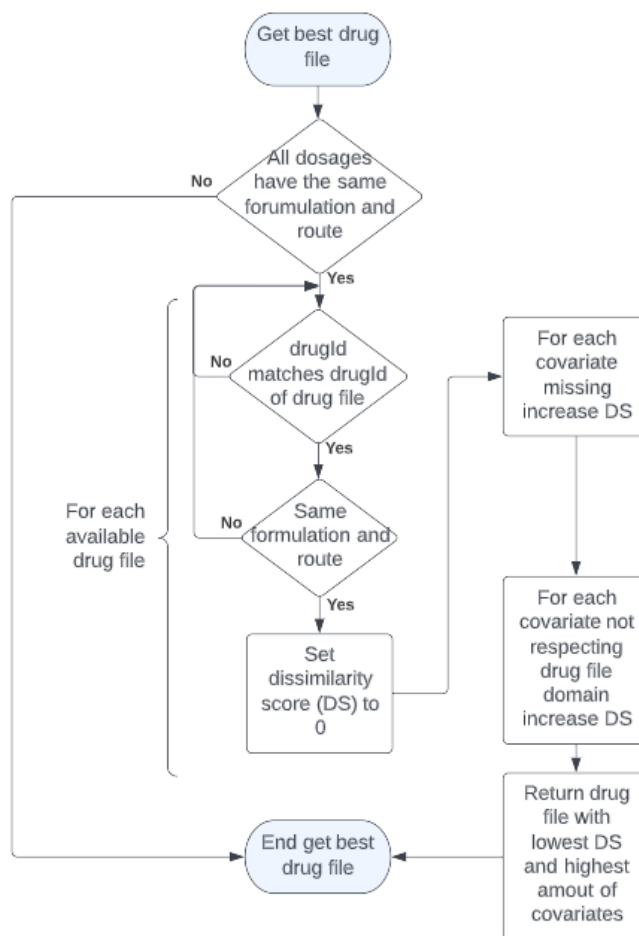 Get best drug
file
All dosages
have the same
forumulation and
route
No
Yes
drugId
matches drugId
of drug file
No
Yes
Same
formulation and
route
No
Yes
For each
available
drug file
Set
dissimilarity
score (DS) to
0
For each
covariate
missing
increase DS
For each
covariate not
respecting
drug file
domain
increase DS
Return drug
file with
lowest DS
and highest
amout of
covariates
End get best
drug file